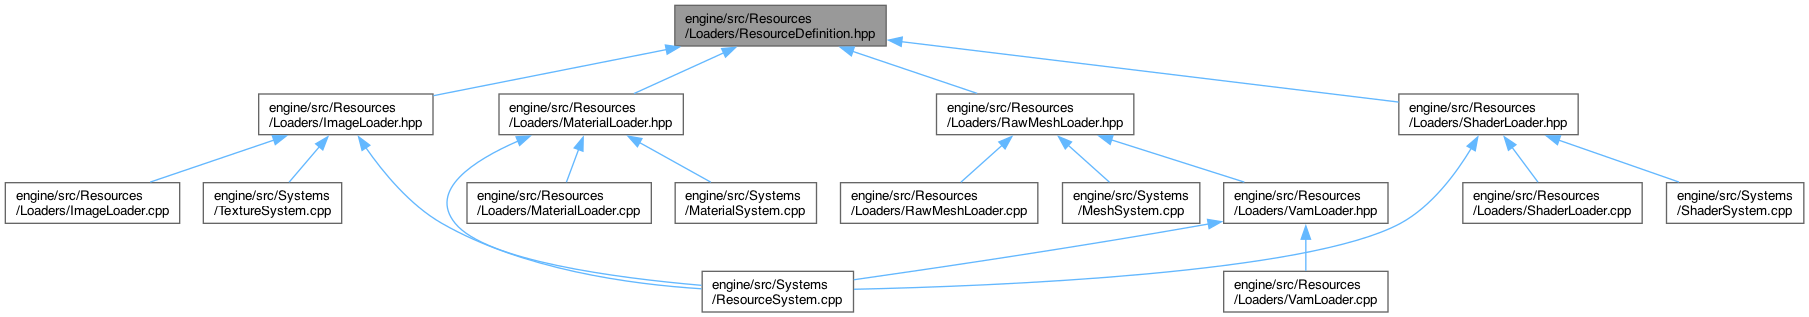 engine/src/Resources
/Loaders/ResourceDefinition.hpp
engine/src/Resources
/Loaders/ImageLoader.hpp
engine/src/Resources
/Loaders/MaterialLoader.hpp
engine/src/Resources
/Loaders/RawMeshLoader.hpp
engine/src/Resources
/Loaders/ShaderLoader.hpp
engine/src/Resources
/Loaders/ImageLoader.cpp
engine/src/Systems
/TextureSystem.cpp
engine/src/Resources
/Loaders/MaterialLoader.cpp
engine/src/Systems
/MaterialSystem.cpp
engine/src/Resources
/Loaders/RawMeshLoader.cpp
engine/src/Systems
/MeshSystem.cpp
engine/src/Resources
/Loaders/VamLoader.hpp
engine/src/Resources
/Loaders/ShaderLoader.cpp
engine/src/Systems
/ShaderSystem.cpp
engine/src/Systems
/ResourceSystem.cpp
engine/src/Resources
/Loaders/VamLoader.cpp